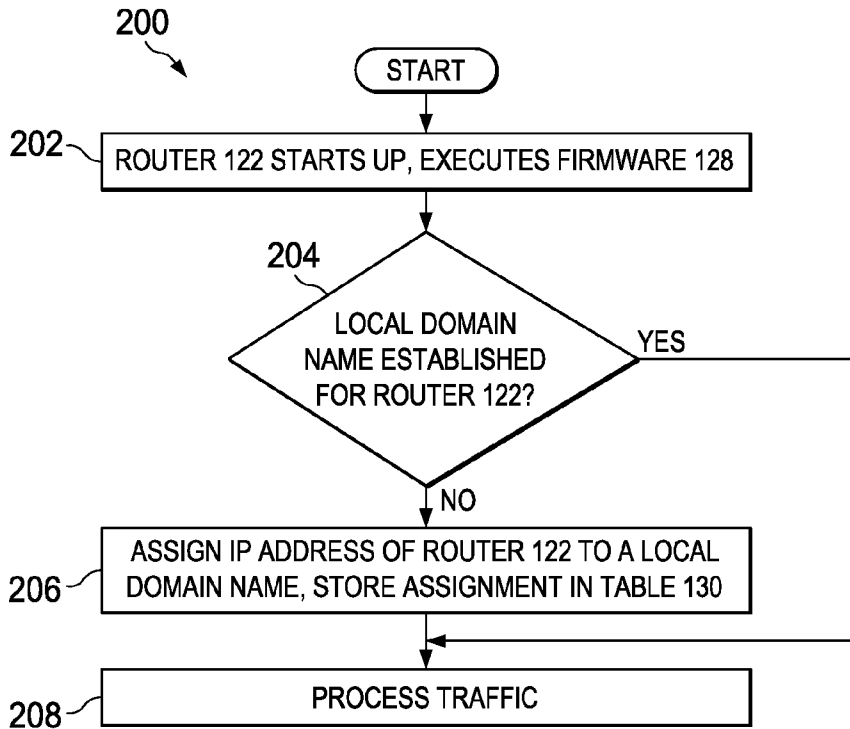 200
START
202
ROUTER 122 STARTS UP, EXECUTES FIRMWARE 128
204
LOCAL DOMAIN
NAME ESTABLISHED
FOR ROUTER 122?
YES
NO
206
ASSIGN IP ADDRESS OF ROUTER 122 TO A LOCAL
DOMAIN NAME, STORE ASSIGNMENT IN TABLE 130
208
PROCESS TRAFFIC